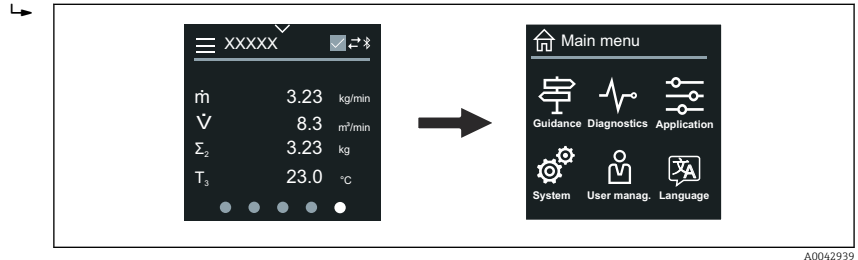 XXXXX
ṁ 3.23 kg/min
V̇ 8.3 m³/min
Σ₂ 3.23 kg
T₃ 23.0 °C
Main menu
Guidance Diagnostics Application
System User manag. Language
A0042939